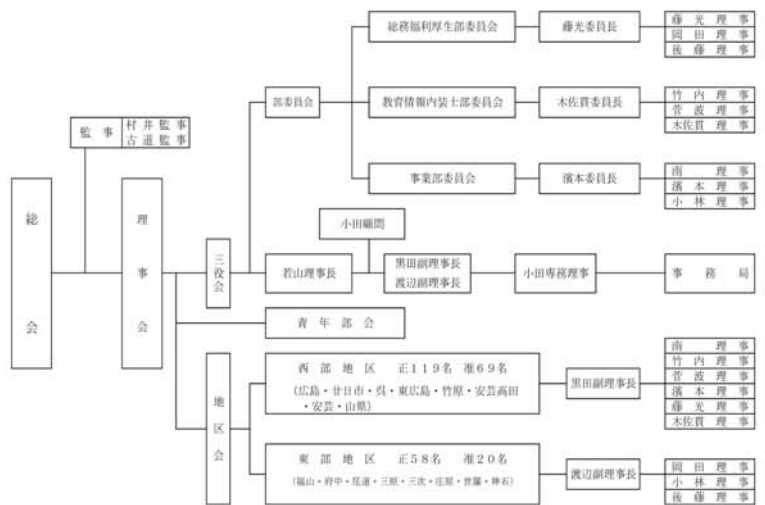 総務福利厚生部委員会
藤光委員長
藤光理事
岡田理事
後藤理事
部委員会
教育情報内装士部委員会
木佐貫委員長
竹内理事
菅波理事
木佐貫理事
監事
村井監事
古道監事
事業部委員会
濱本委員長
南理事
濱本理事
小林理事
総会
理事会
三役会
小田顧問
若山理事長
黒田副理事長
渡辺副理事長
小田専務理事
事務局
青年部会
地区会
西部地区 正119名 准69名
(広島・廿日市・呉・東広島・竹原・安芸高田
・安芸・山県)
黒田副理事長
南理事
竹内理事
菅波理事
濱本理事
藤光理事
木佐貫理事
東部地区 正58名 准20名
(福山・府中・尾道・三原・三次・庄原・世羅・神石)
渡辺副理事長
岡田理事
小林理事
後藤理事